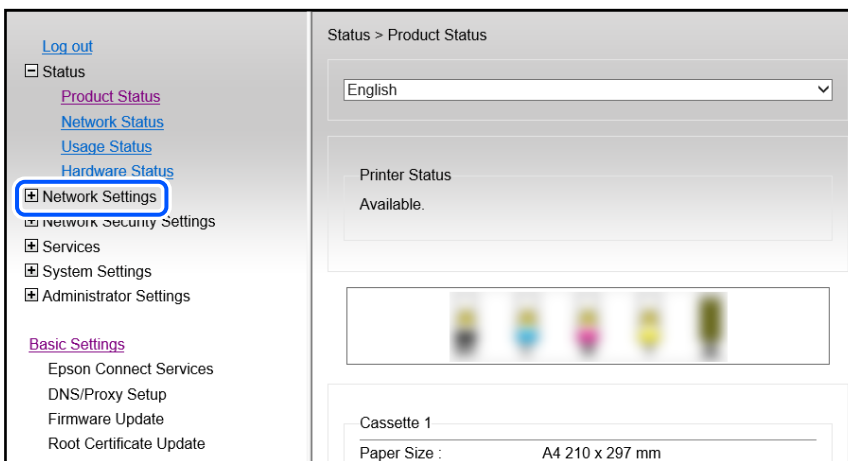 Log out
Status
Product Status
Network Status
Usage Status
Hardware Status
Network Settings
Network Security Settings
Services
System Settings
Administrator Settings
Basic Settings
Epson Connect Services
DNS/Proxy Setup
Firmware Update
Root Certificate Update
Status > Product Status
English
Printer Status
Available.
Cassette 1
Paper Size : A4 210 x 297 mm